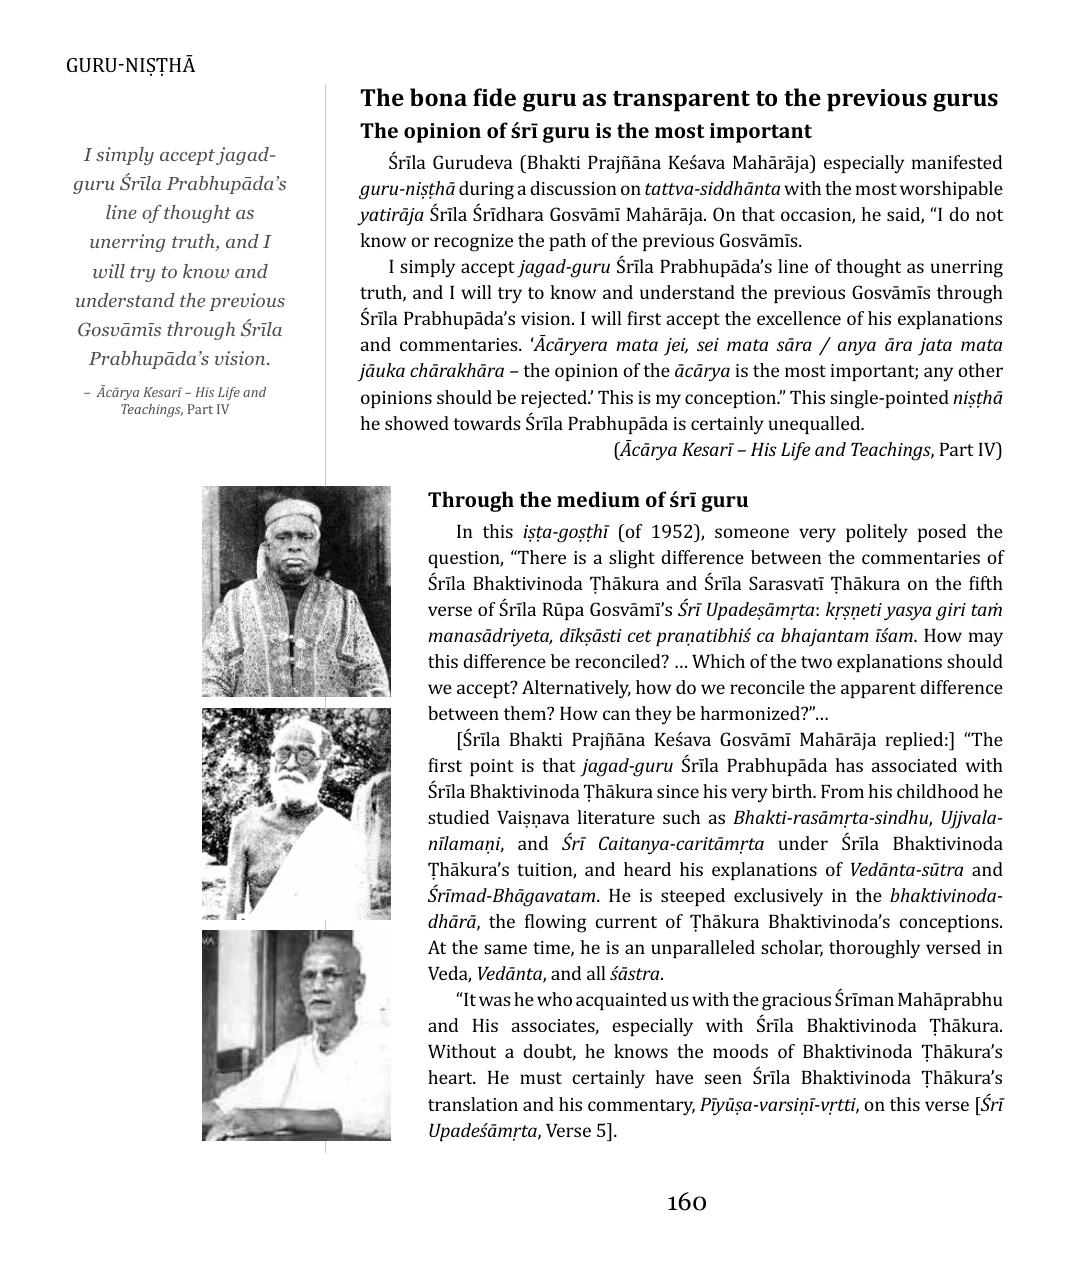 GURU-NIṢṬHĀ
I simply accept jagad-
guru Śrīla Prabhupāda’s
line of thought as
unerring truth, and I
will try to know and
understand the previous
Gosvāmīs through Śrīla
Prabhupāda’s vision.
– Ācārya Kesarī – His Life and
Teachings, Part IV
The bona fide guru as transparent to the previous gurus
The opinion of śrī guru is the most important
Śrīla Gurudeva (Bhakti Prajñāna Keśava Mahārāja) especially manifested
guru-niṣṭhā during a discussion on tattva-siddhānta with the most worshipable
yatirāja Śrīla Śrīdhara Gosvāmī Mahārāja. On that occasion, he said, “I do not
know or recognize the path of the previous Gosvāmīs.
I simply accept jagad-guru Śrīla Prabhupāda’s line of thought as unerring
truth, and I will try to know and understand the previous Gosvāmīs through
Śrīla Prabhupāda’s vision. I will first accept the excellence of his explanations
and commentaries. ‘Ācāryera mata jei, sei mata sāra / anya āra jata mata
jāuka chārakhāra – the opinion of the ācārya is the most important; any other
opinions should be rejected.’ This is my conception.” This single-pointed niṣṭhā
he showed towards Śrīla Prabhupāda is certainly unequalled.
(Ācārya Kesarī – His Life and Teachings, Part IV)
Through the medium of śrī guru
In this iṣṭa-goṣṭhī (of 1952), someone very politely posed the
question, “There is a slight difference between the commentaries of
Śrīla Bhaktivinoda Ṭhākura and Śrīla Sarasvatī Ṭhākura on the fifth
verse of Śrīla Rūpa Gosvāmī’s Śrī Upadeṣāmṛta: kṛṣṇeti yasya giri taṁ
manasādriyeta, dīkṣāsti cet praṇatibhiś ca bhajantam īśam. How may
this difference be reconciled? … Which of the two explanations should
we accept? Alternatively, how do we reconcile the apparent difference
between them? How can they be harmonized?”…
[Śrīla Bhakti Prajñāna Keśava Gosvāmī Mahārāja replied:] “The
first point is that jagad-guru Śrīla Prabhupāda has associated with
Śrīla Bhaktivinoda Ṭhākura since his very birth. From his childhood he
studied Vaiṣṇava literature such as Bhakti-rasāmṛta-sindhu, Ujjvala-
nīlamaṇi, and Śrī Caitanya-caritāmṛta under Śrīla Bhaktivinoda
Ṭhākura’s tuition, and heard his explanations of Vedānta-sūtra and
Śrīmad-Bhāgavatam. He is steeped exclusively in the bhaktivinoda-
dhārā, the flowing current of Ṭhākura Bhaktivinoda’s conceptions.
At the same time, he is an unparalleled scholar, thoroughly versed in
Veda, Vedānta, and all śāstra.
“It was he who acquainted us with the gracious Śrīman Mahāprabhu
and His associates, especially with Śrīla Bhaktivinoda Ṭhākura.
Without a doubt, he knows the moods of Bhaktivinoda Ṭhākura’s
heart. He must certainly have seen Śrīla Bhaktivinoda Ṭhākura’s
translation and his commentary, Pīyūṣa-varsiṇī-vṛtti, on this verse [Śrī
Upadeśāmṛta, Verse 5].
160